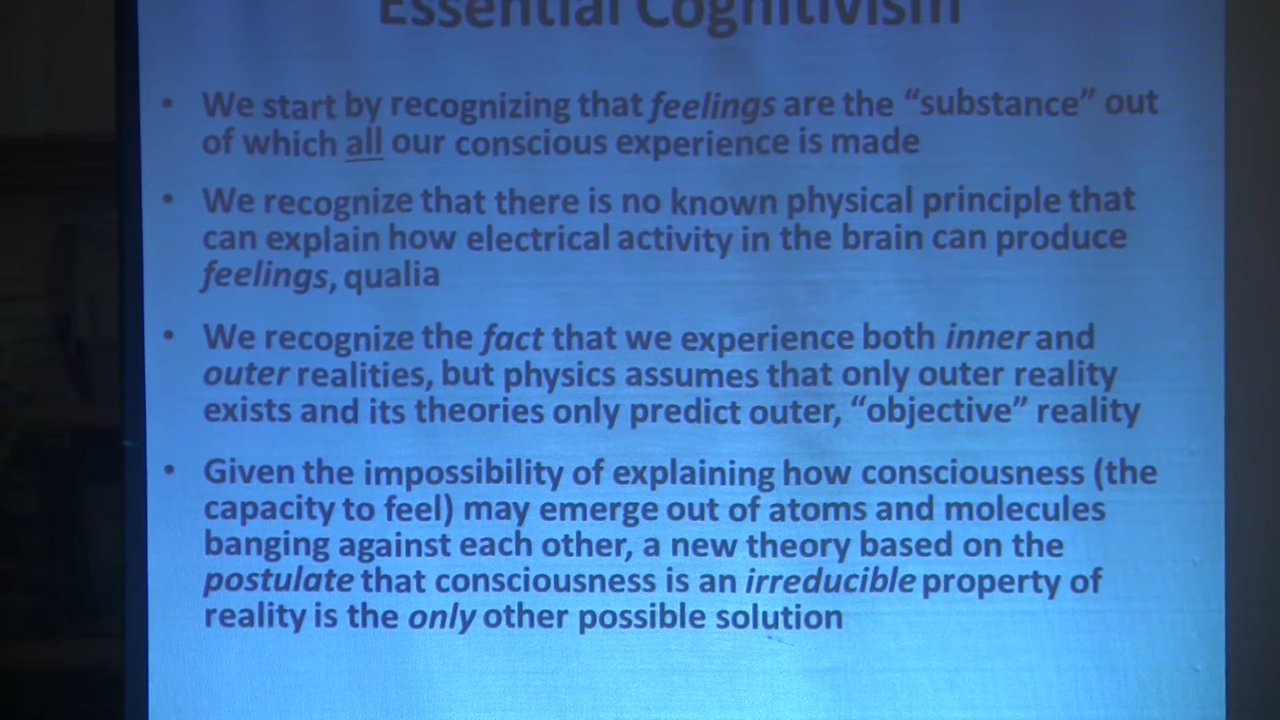 Essential Cognitivism
• We start by recognizing that feelings are the “substance” out
of which all our conscious experience is made
• We recognize that there is no known physical principle that
can explain how electrical activity in the brain can produce
feelings, qualia
• We recognize the fact that we experience both inner and
outer realities, but physics assumes that only outer reality
exists and its theories only predict outer, “objective” reality
• Given the impossibility of explaining how consciousness (the
capacity to feel) may emerge out of atoms and molecules
banging against each other, a new theory based on the
postulate that consciousness is an irreducible property of
reality is the only other possible solution